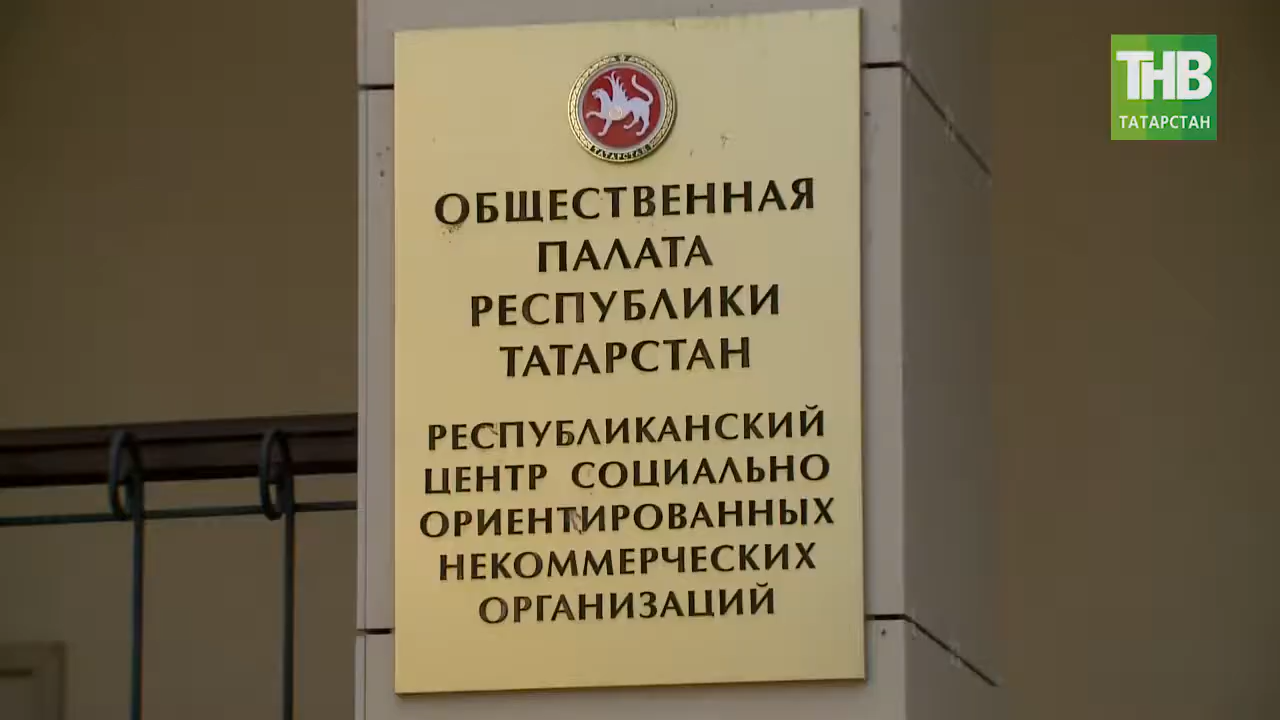 ТНВ
ТАТАРСТАН
ТАТАРСТАН
ОБЩЕСТВЕННАЯ
ПАЛАТА
РЕСПУБЛИКИ
ТАТАРСТАН
РЕСПУБЛИКАНСКИЙ
ЦЕНТР СОЦИАЛЬНО
ОРИЕНТИРОВАННЫХ
НЕКОММЕРЧЕСКИХ
ОРГАНИЗАЦИЙ